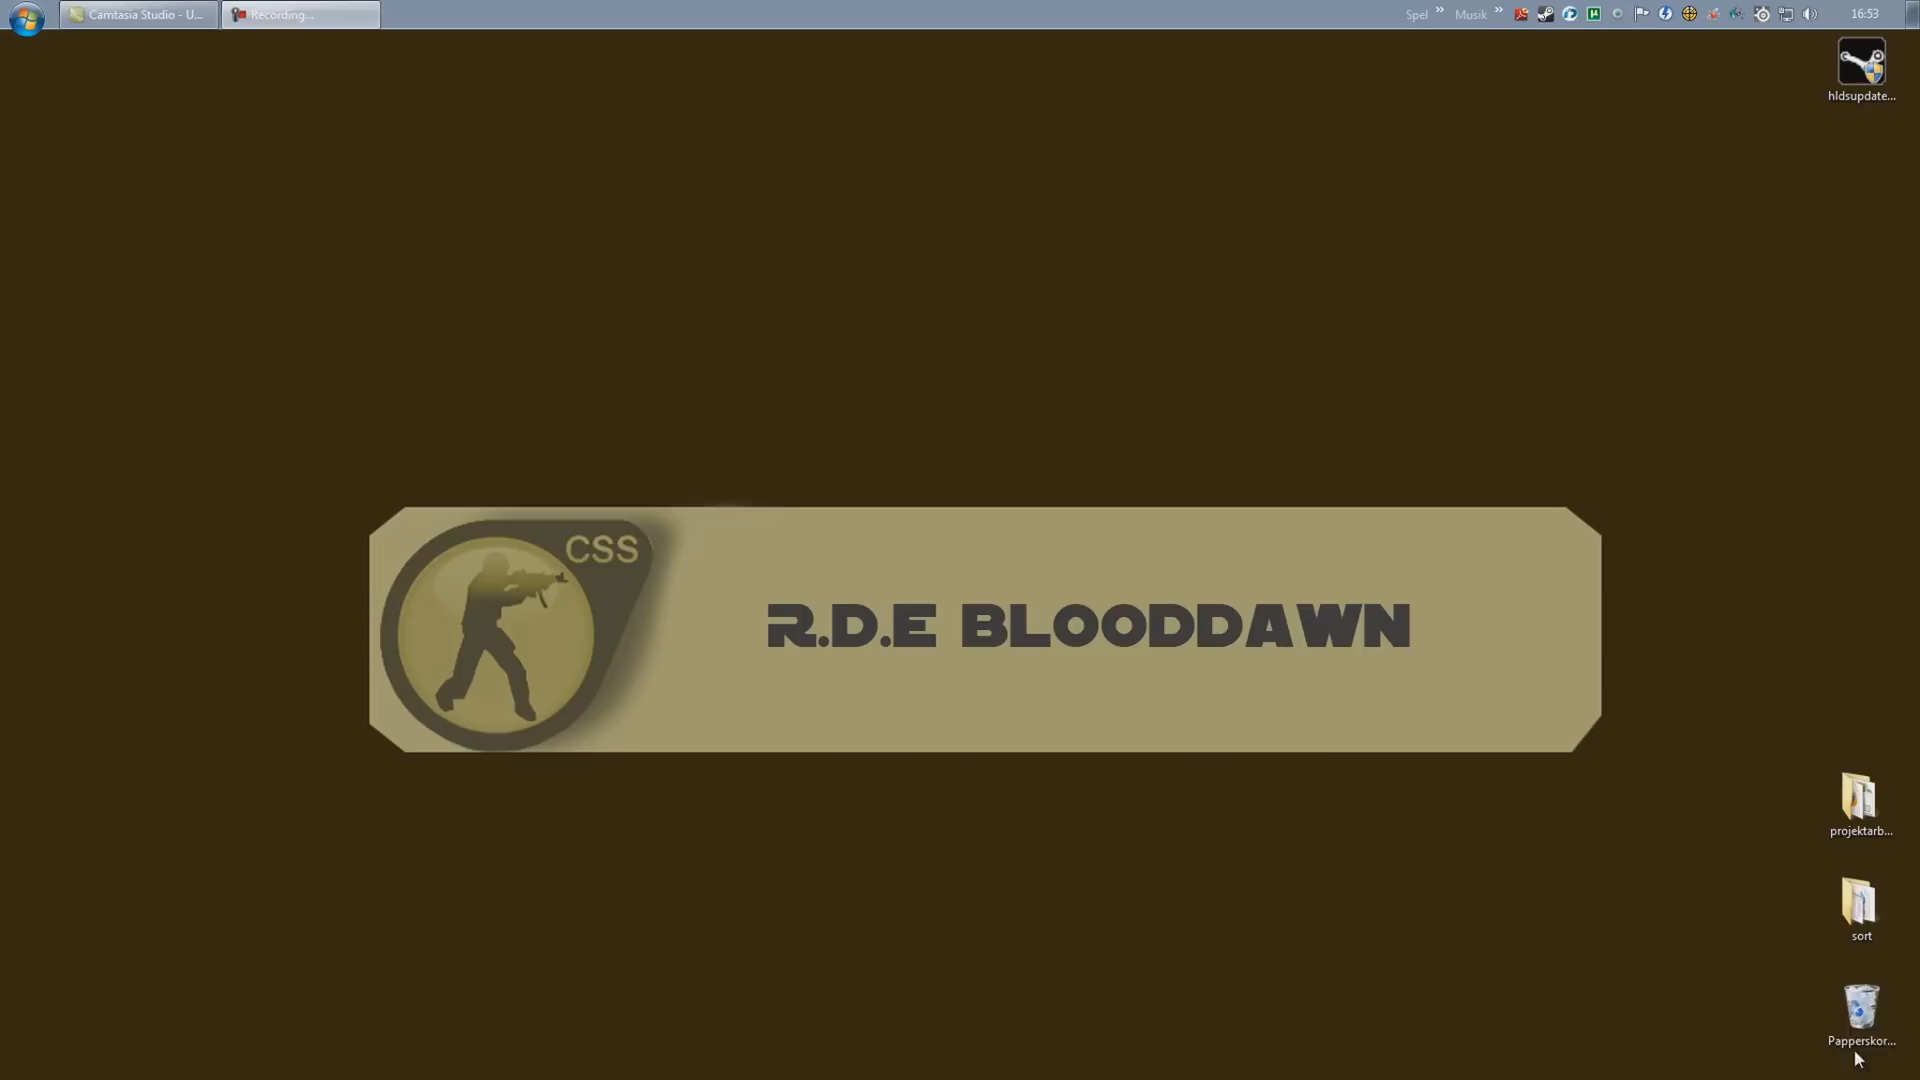 Camtasia Studio - U...
Recording...
Spel
Musik
16:53
hldsupdate...
CSS
R.D.E BLOODDAWN
projektarb...
sort
Papperskor...